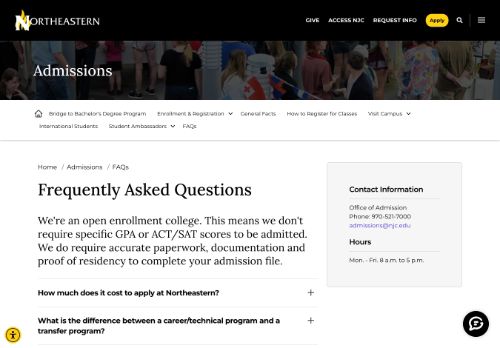 NORTHEASTERN
GIVE ACCESS NJC REQUEST INFO Apply
Admissions
Bridge to Bachelor's Degree Program Enrollment & Registration General Facts How to Register for Classes Visit Campus
International Students Student Ambassadors FAQs
Home / Admissions / FAQs
Frequently Asked Questions
We're an open enrollment college. This means we don't
require specific GPA or ACT/SAT scores to be admitted.
We do require accurate paperwork, documentation and
proof of residency to complete your admission file.
How much does it cost to apply at Northeastern?
What is the difference between a career/technical program and a
transfer program?
Contact Information
Office of Admission
Phone: 970-521-7000
admissions@njc.edu
Hours
Mon. - Fri. 8 a.m. to 5 p.m.